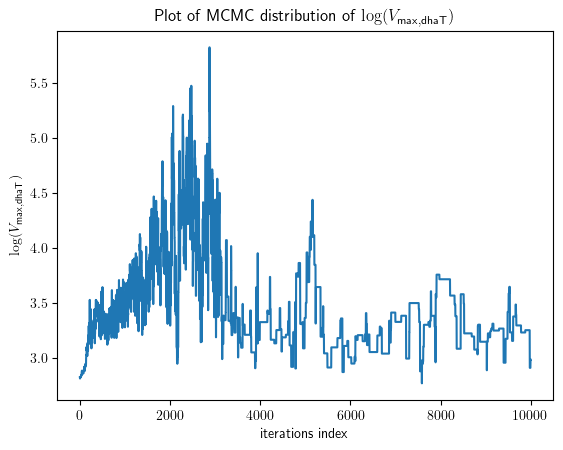 Plot of MCMC distribution of log(V_max,dhaT)
log(V_max,dhaT)
5.5
5.0
4.5
4.0
3.5
3.0
0 2000 4000 6000 8000 10000
iterations index